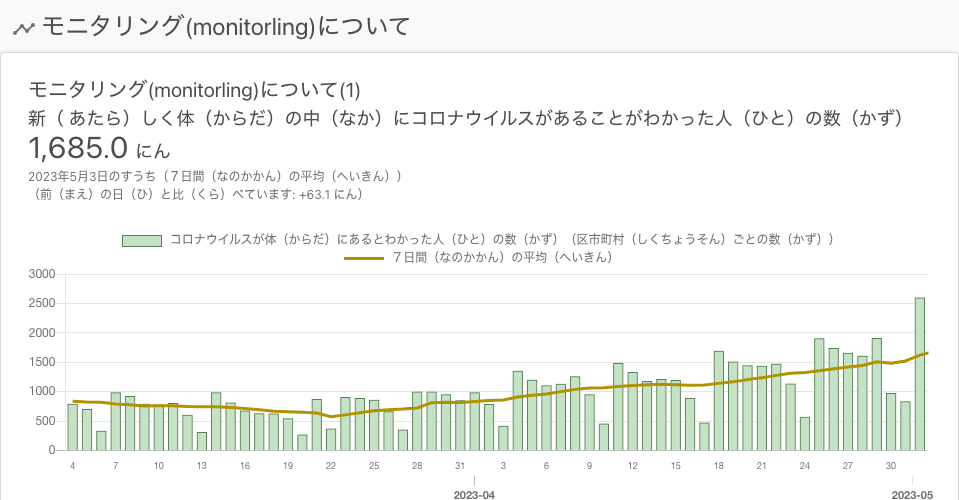 モニタリング(monitorling)について
モニタリング(monitorling)について(1)
新（ あたら）しく体（からだ）の中（なか）にコロナウイルスがあることがわかった人（ひと）の数（かず）
1,685.0 にん
2023年5月3日のすうち（７日間（なのかかん）の平均（へいきん））
（前（まえ）の日（ひ）と比（くら）べています: +63.1 にん）
コロナウイルスが体（からだ）にあるとわかった人（ひと）の数（かず）（区市町村（しくちょうそん）ごとの数（かず））
７日間（なのかかん）の平均（へいきん）
3000
2500
2000
1500
1000
500
0
4 7 10 13 16 19 22 25 28 31 3 6 9 12 15 18 21 24 27 30
2023-04 2023-05